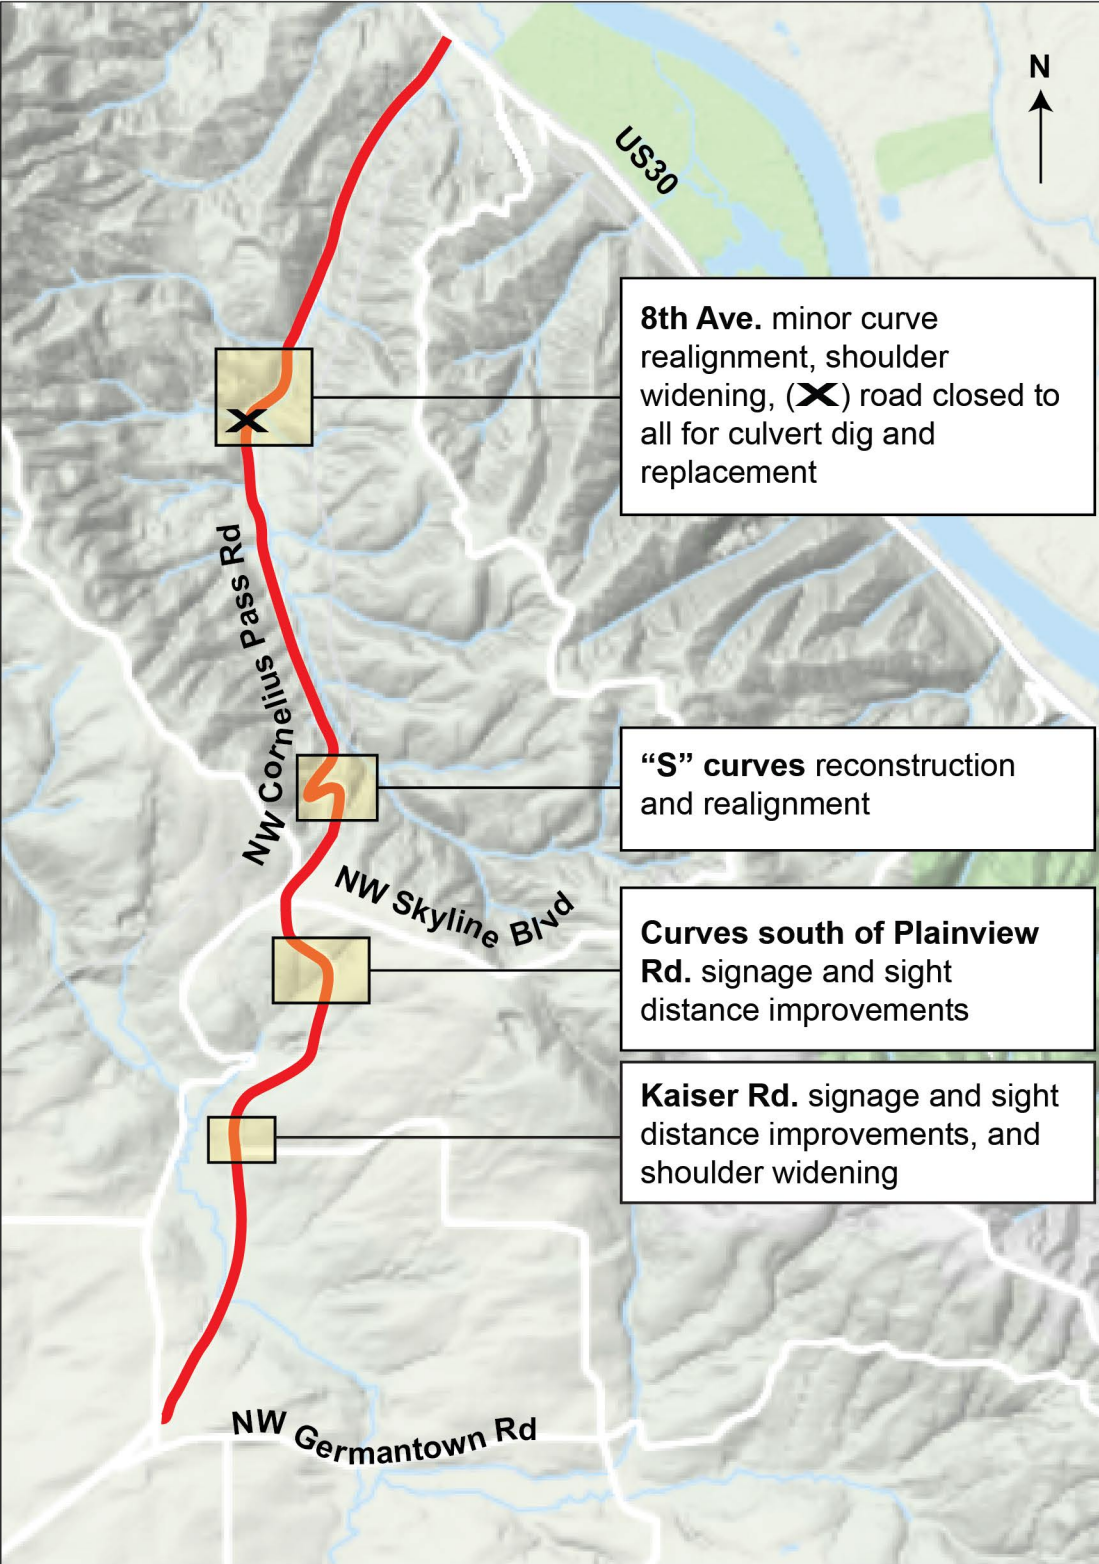 N
US30
8th Ave. minor curve
realignment, shoulder
widening, (X) road closed to
all for culvert dig and
replacement
NW Cornelius Pass Rd
“S” curves reconstruction
and realignment
NW Skyline Blvd
Curves south of Plainview
Rd. signage and sight
distance improvements
Kaiser Rd. signage and sight
distance improvements, and
shoulder widening
NW Germantown Rd